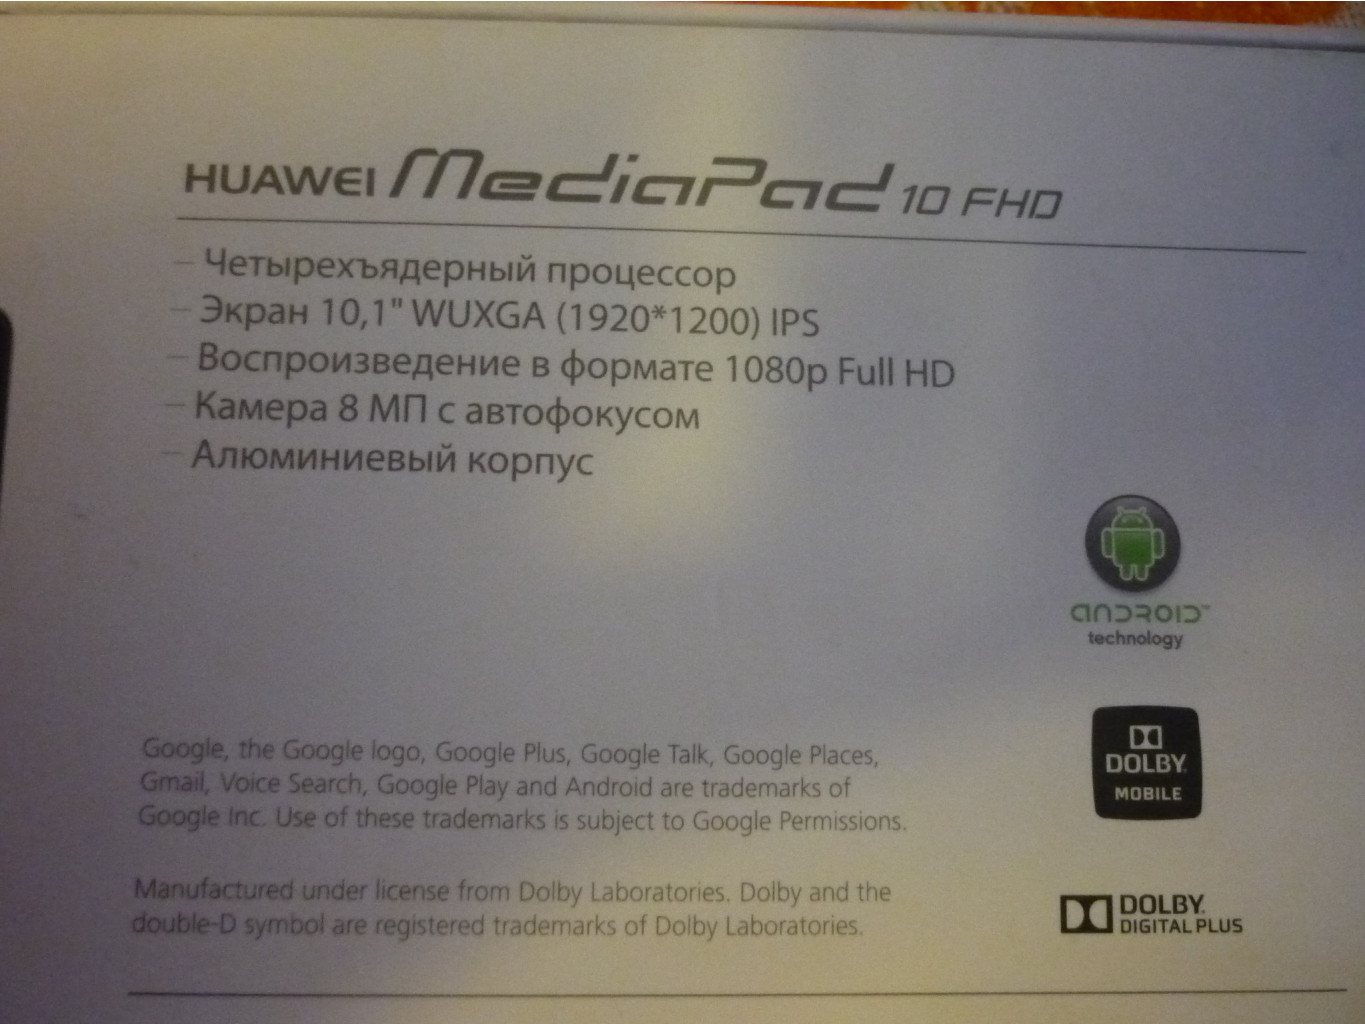 HUAWEI MediaPad 10 FHD
– Четырехъядерный процессор
– Экран 10,1" WUXGA (1920*1200) IPS
– Воспроизведение в формате 1080p Full HD
– Камера 8 МП с автофокусом
– Алюминиевый корпус
ANDROID™
technology
Google, the Google logo, Google Plus, Google Talk, Google Places,
Gmail, Voice Search, Google Play and Android are trademarks of
Google Inc. Use of these trademarks is subject to Google Permissions.
DOLBY
MOBILE
Manufactured under license from Dolby Laboratories. Dolby and the
double-D symbol are registered trademarks of Dolby Laboratories.
DOLBY
DIGITAL PLUS